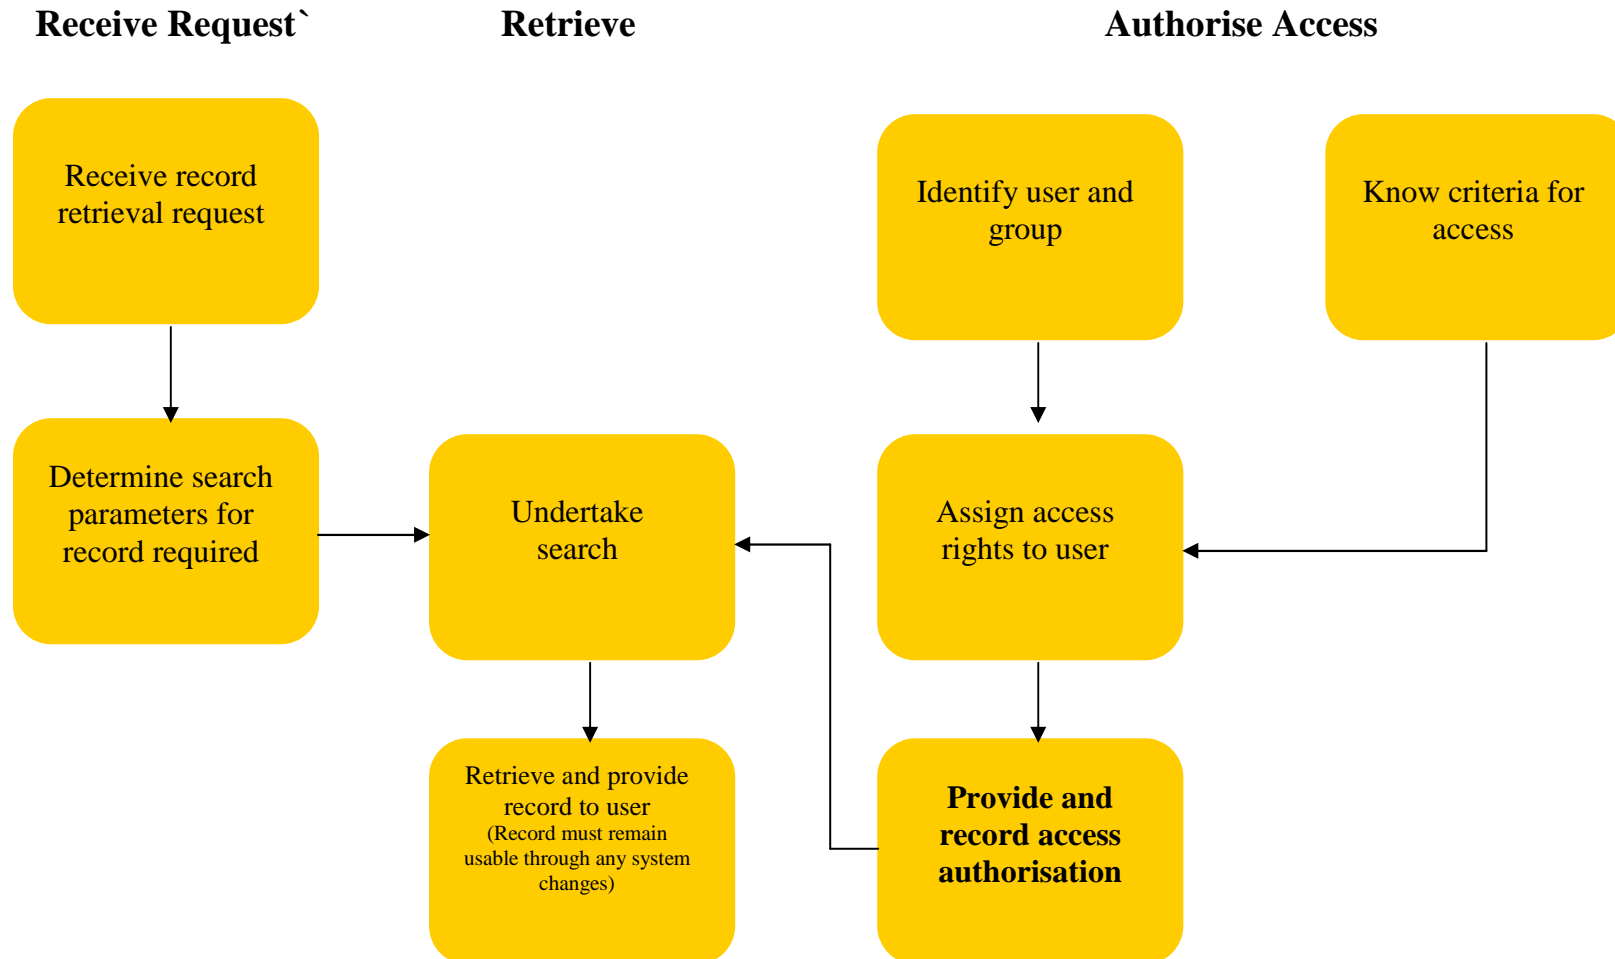 Receive Request`
Retrieve
Authorise Access
Receive record
retrieval request
Identify user and
group
Know criteria for
access
Determine search
parameters for
record required
Undertake
search
Assign access
rights to user
Retrieve and provide
record to user
(Record must remain
usable through any system
changes)
Provide and
record access
authorisation